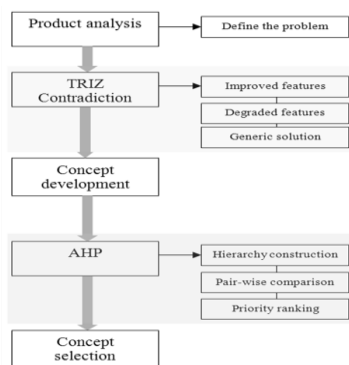 Product analysis
Define the problem
TRIZ
Contradiction
Improved features
Degraded features
Generic solution
Concept
development
AHP
Hierarchy construction
Pair-wise comparison
Priority ranking
Concept
selection